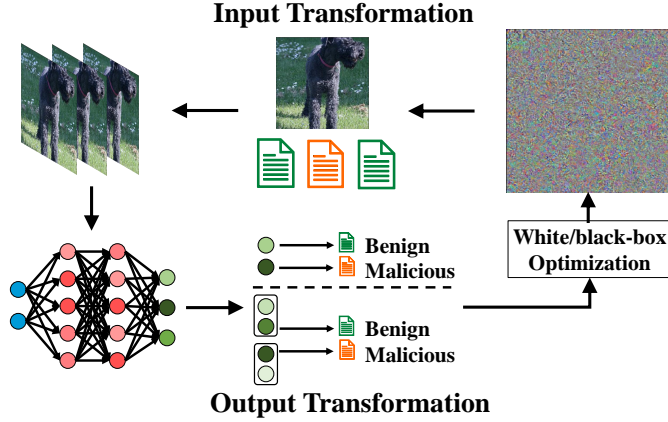 Input Transformation
White/black-box
Optimization
Benign
Malicious
Benign
Malicious
Output Transformation